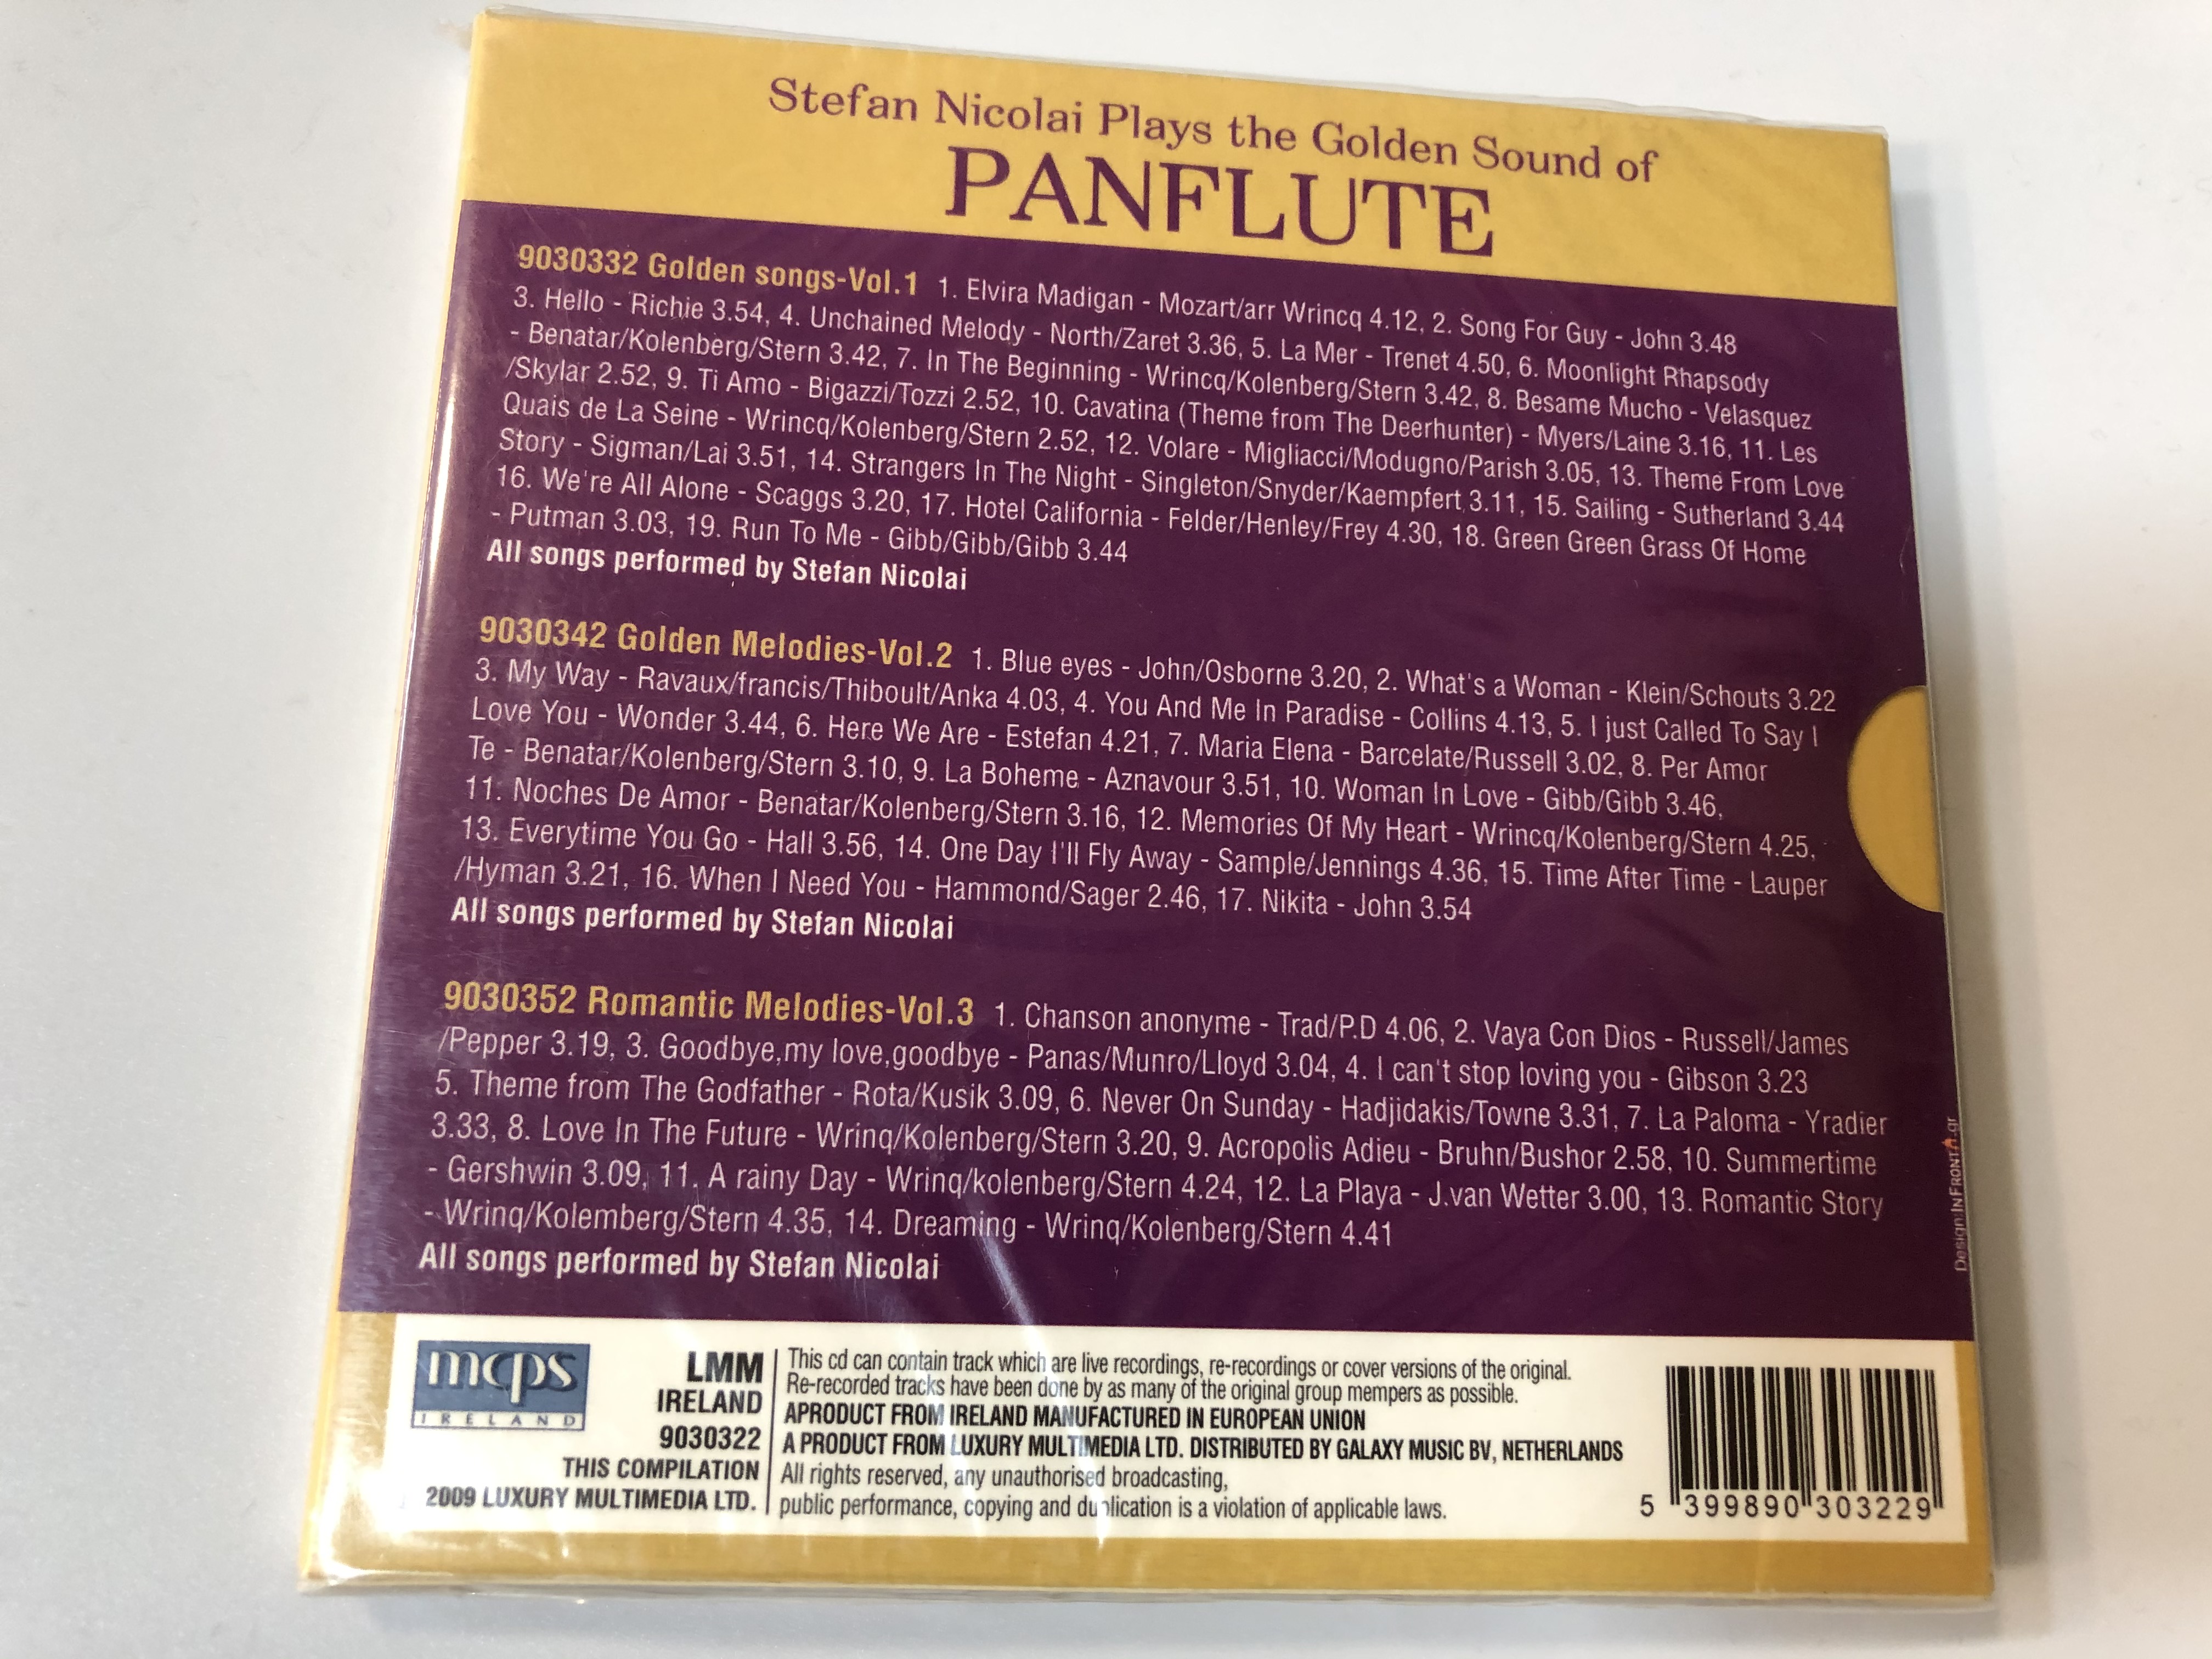 Stefan Nicolai Plays the Golden Sound of
PANFLUTE
9030332 Golden songs-Vol.1 1. Elvira Madigan - Mozart/arr Wrincq 4.12, 2. Song For Guy - John 3.48
3. Hello - Richie 3.54, 4. Unchained Melody - North/Zaret 3.36, 5. La Mer - Trenet 4.50, 6. Moonlight Rhapsody
- Benatar/Kolenberg/Stern 3.42, 7. In The Beginning - Wrincq/Kolenberg/Stern 3.42, 8. Besame Mucho - Velasquez
/Skylar 2.52, 9. Ti Amo - Bigazzi/Tozzi 2.52, 10. Cavatina (Theme from The Deerhunter) - Myers/Laine 3.16, 11. Les
Quais de La Seine - Wrincq/Kolenberg/Stern 2.52, 12. Volare - Migliacci/Modugno/Parish 3.05, 13. Theme From Love
Story - Sigman/Lai 3.51, 14. Strangers In The Night - Singleton/Snyder/Kaempfert 3.11, 15. Sailing - Sutherland 3.44
16. We're All Alone - Scaggs 3.20, 17. Hotel California - Felder/Henley/Frey 4.30, 18. Green Green Grass Of Home
- Putman 3.03, 19. Run To Me - Gibb/Gibb/Gibb 3.44
All songs performed by Stefan Nicolai
9030342 Golden Melodies-Vol.2 1. Blue eyes - John/Osborne 3.20, 2. What's a Woman - Klein/Schouts 3.22
3. My Way - Ravaux/francis/Thiboult/Anka 4.03, 4. You And Me In Paradise - Collins 4.13, 5. I just Called To Say I
Love You - Wonder 3.44, 6. Here We Are - Estefan 4.21, 7. Maria Elena - Barcelate/Russell 3.02, 8. Per Amor
Te - Benatar/Kolenberg/Stern 3.10, 9. La Boheme - Aznavour 3.51, 10. Woman In Love - Gibb/Gibb 3.46,
11. Noches De Amor - Benatar/Kolenberg/Stern 3.16, 12. Memories Of My Heart - Wrincq/Kolenberg/Stern 4.25,
13. Everytime You Go - Hall 3.56, 14. One Day I'll Fly Away - Sample/Jennings 4.36, 15. Time After Time - Lauper
/Hyman 3.21, 16. When I Need You - Hammond/Sager 2.46, 17. Nikita - John 3.54
All songs performed by Stefan Nicolai
9030352 Romantic Melodies-Vol.3 1. Chanson anonyme - Trad/P.D 4.06, 2. Vaya Con Dios - Russell/James
/Pepper 3.19, 3. Goodbye,my love,goodbye - Panas/Munro/Lloyd 3.04, 4. I can't stop loving you - Gibson 3.23
5. Theme from The Godfather - Rota/Kusik 3.09, 6. Never On Sunday - Hadjidakis/Towne 3.31, 7. La Paloma - Yradier
3.33, 8. Love In The Future - Wrinq/Kolenberg/Stern 3.20, 9. Acropolis Adieu - Bruhn/Bushor 2.58, 10. Summertime
- Gershwin 3.09, 11. A rainy Day - Wrinq/kolenberg/Stern 4.24, 12. La Playa - J.van Wetter 3.00, 13. Romantic Story
- Wrinq/Kolemberg/Stern 4.35, 14. Dreaming - Wrinq/Kolenberg/Stern 4.41
All songs performed by Stefan Nicolai
Design:INFRONT.gr
mcps
IRELAND
LMM
IRELAND
9030322
THIS COMPILATION
2009 LUXURY MULTIMEDIA LTD.
This cd can contain track which are live recordings, re-recordings or cover versions of the original.
Re-recorded tracks have been done by as many of the original group mempers as possible.
APRODUCT FROM IRELAND MANUFACTURED IN EUROPEAN UNION
A PRODUCT FROM LUXURY MULTIMEDIA LTD. DISTRIBUTED BY GALAXY MUSIC BV, NETHERLANDS
All rights reserved, any unauthorised broadcasting,
public performance, copying and duplication is a violation of applicable laws.
5 399890 303229